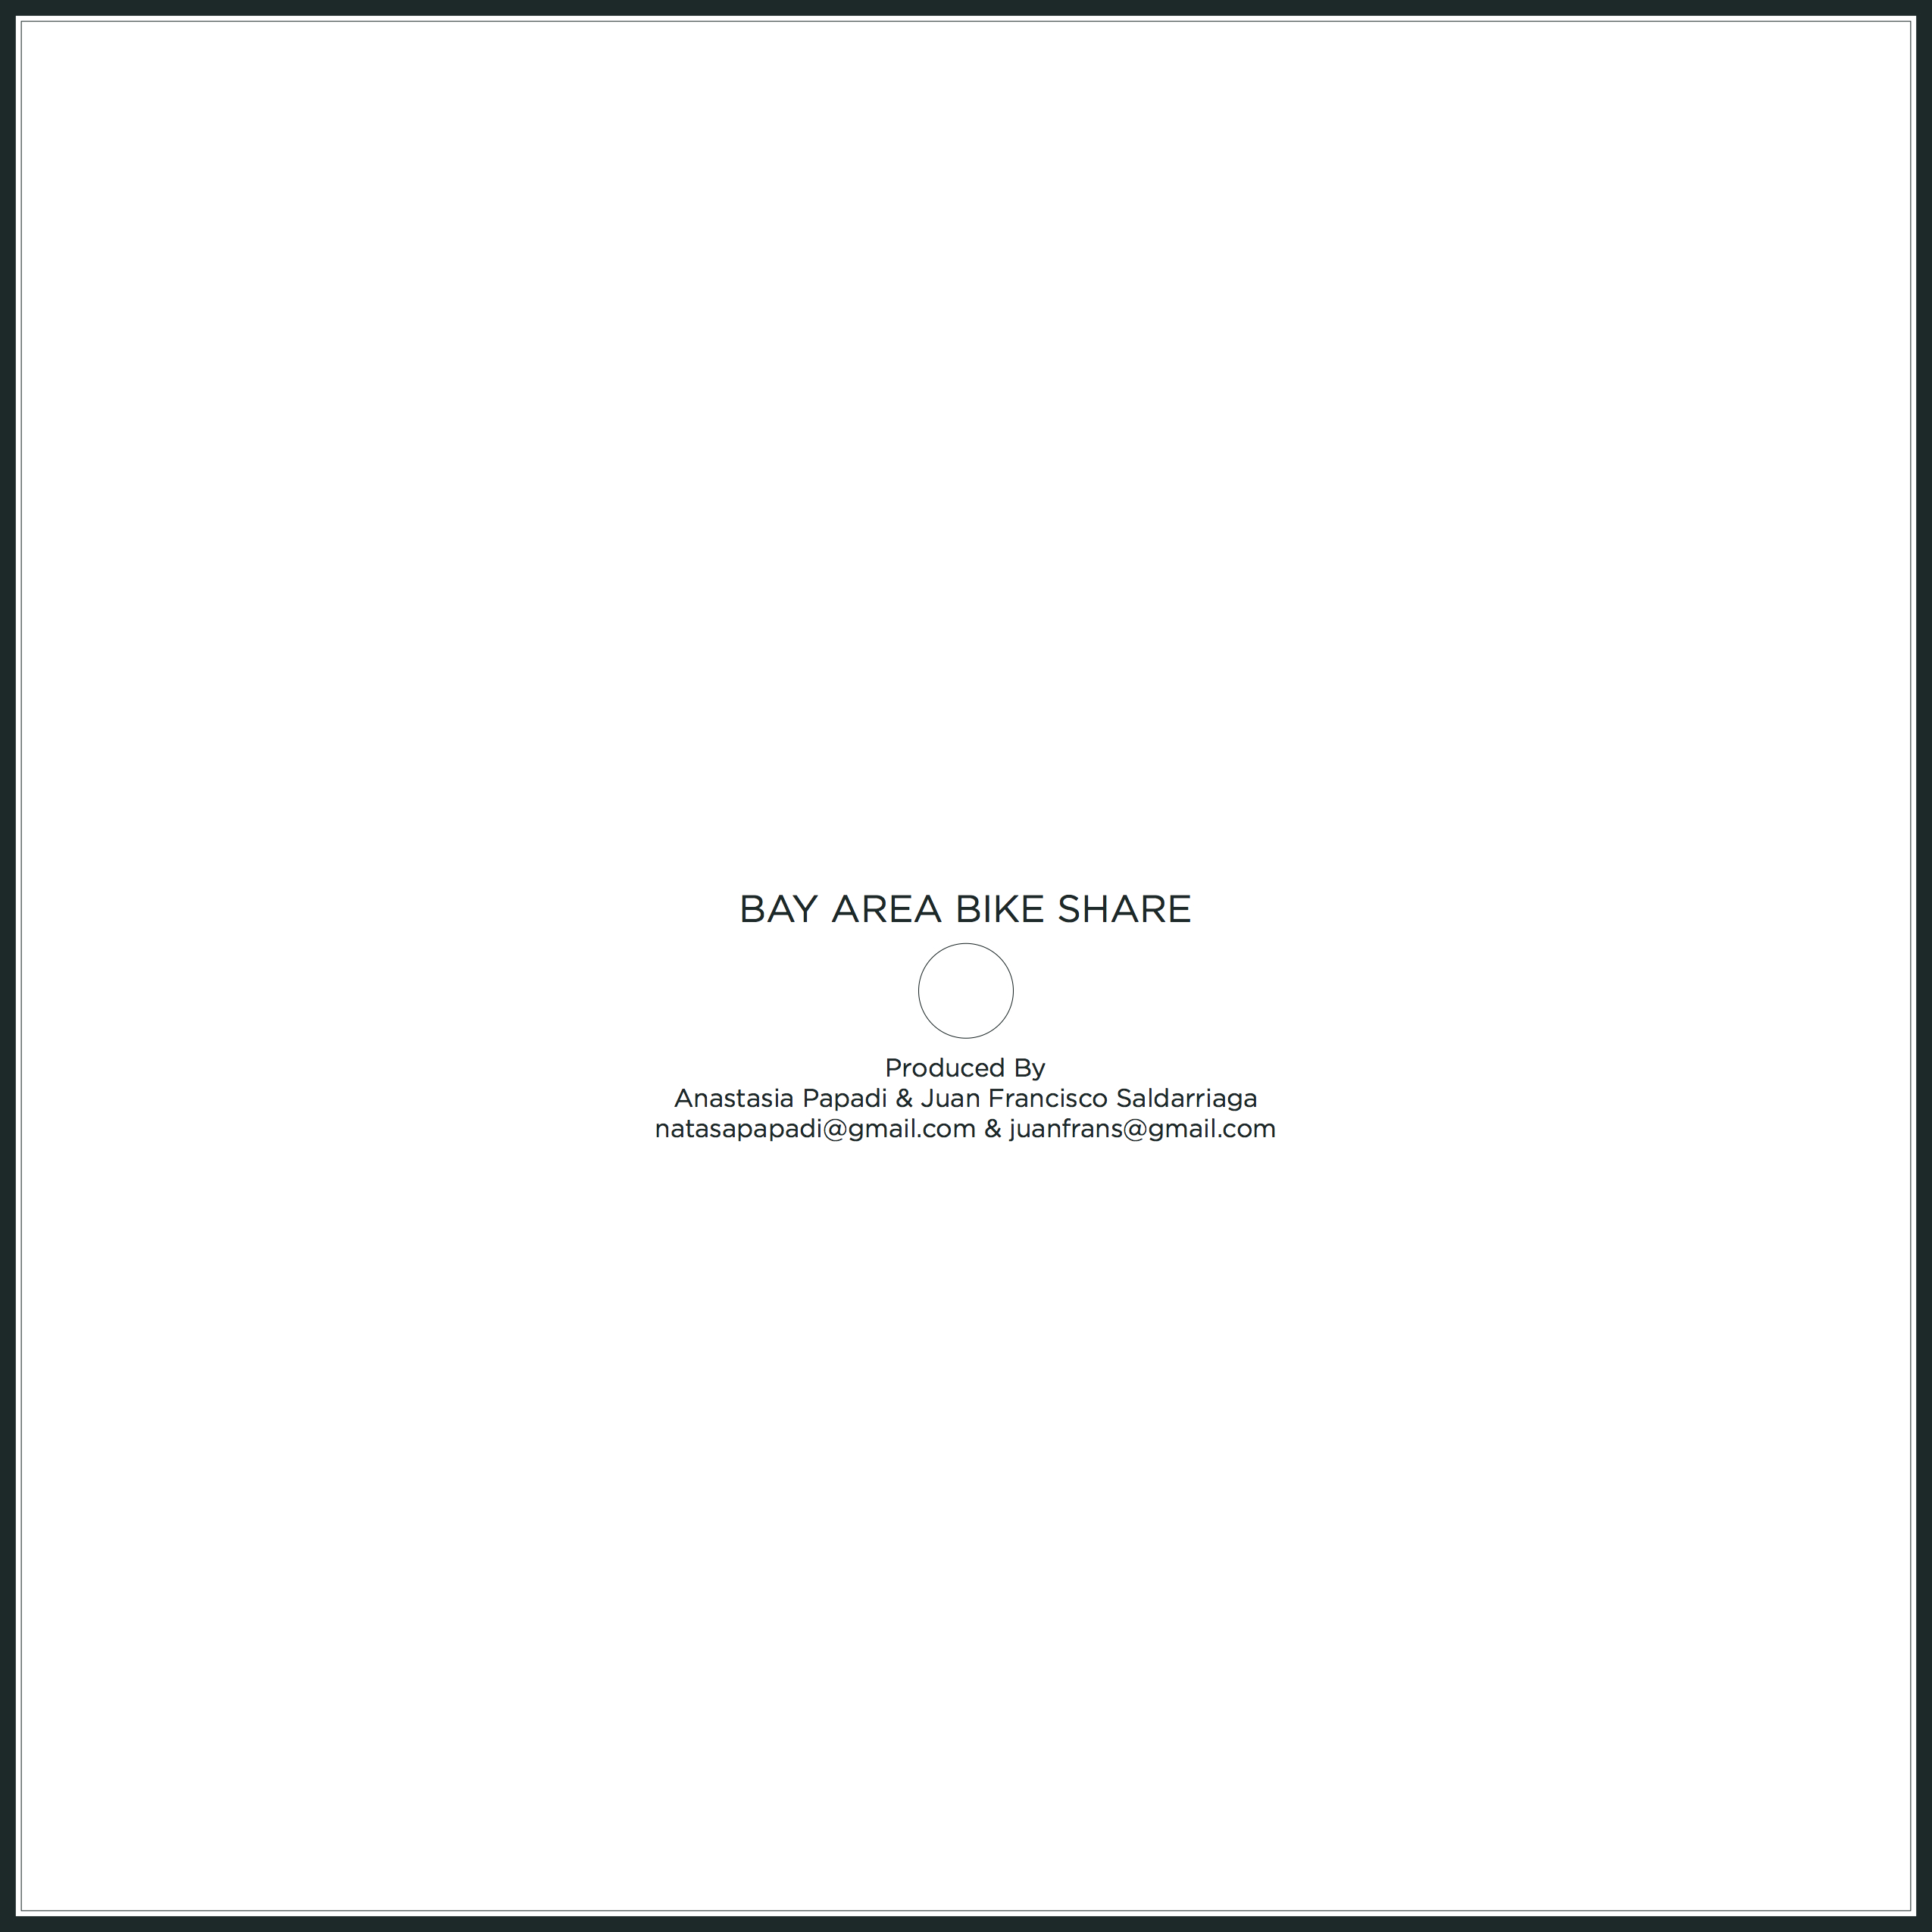 BAY AREA BIKE SHARE
Produced By
Anastasia Papadi & Juan Francisco Saldarriaga
natasapapadi@gmail.com & juanfrans@gmail.com